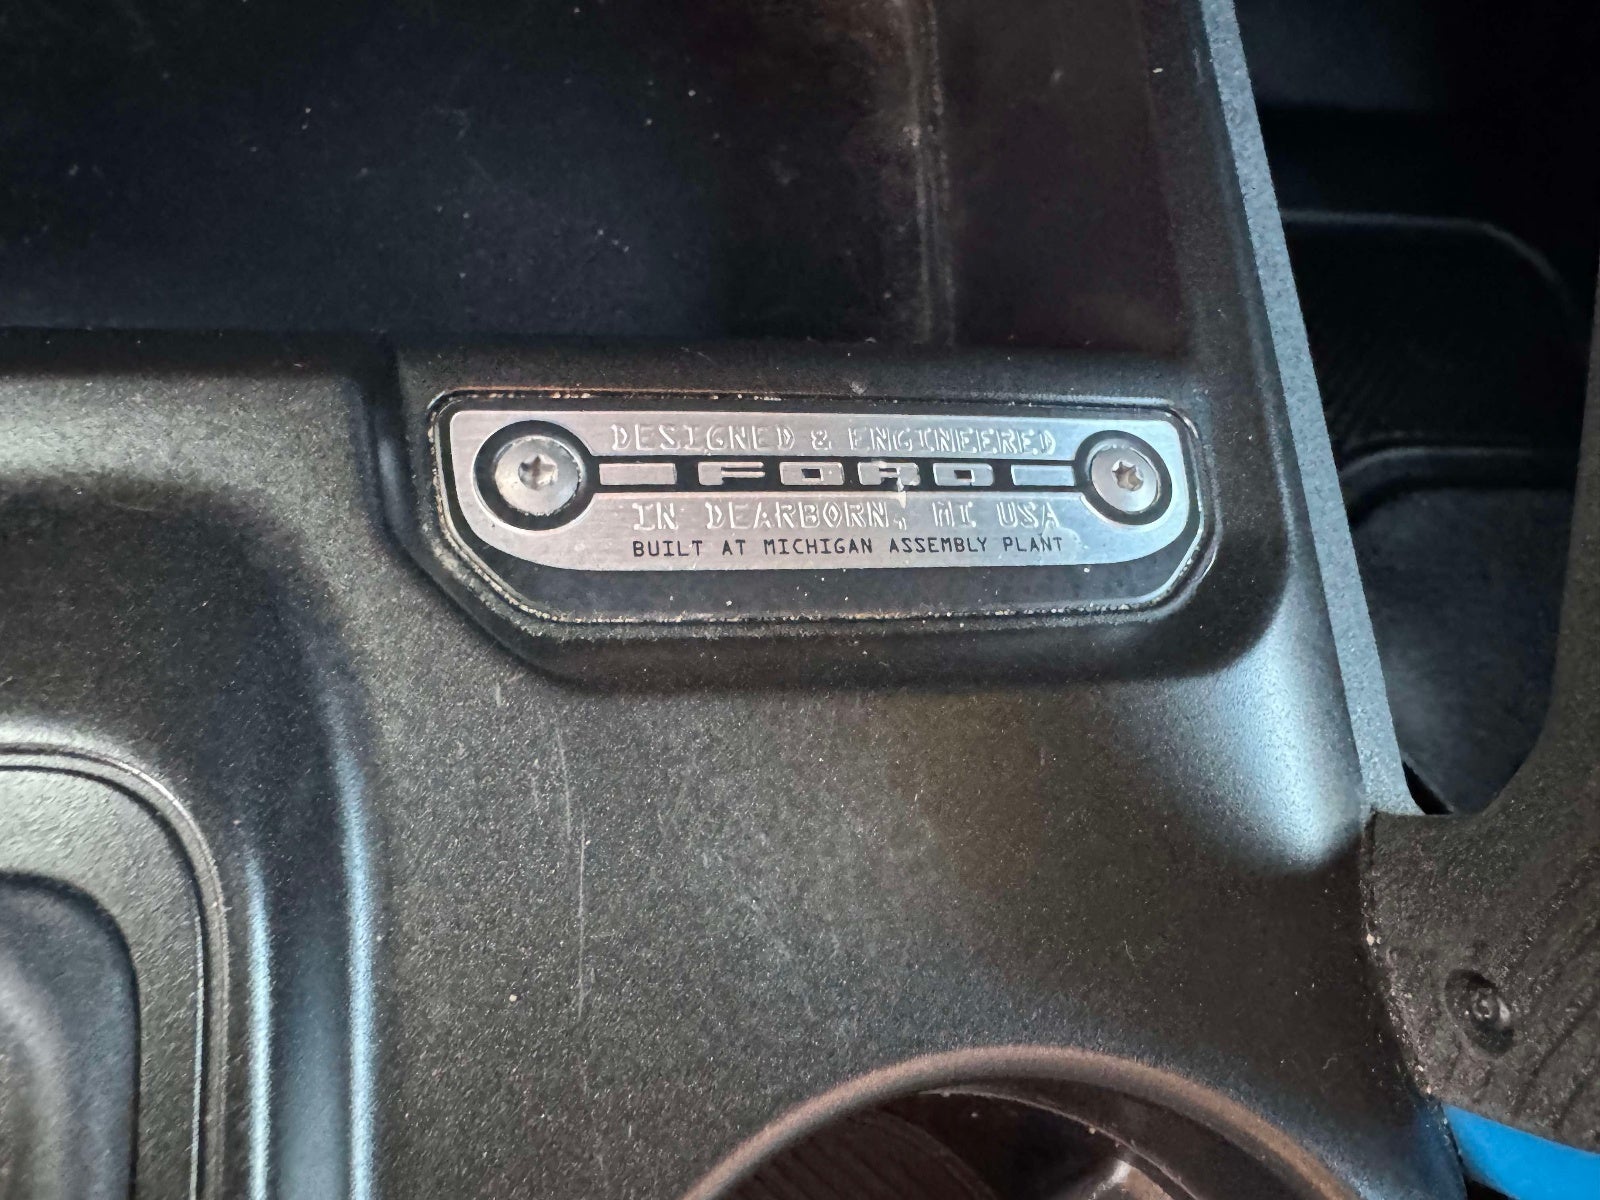 DESIGNED & ENGINEERED
FORD
IN DEARBORN, MI USA
BUILT AT MICHIGAN ASSEMBLY PLANT